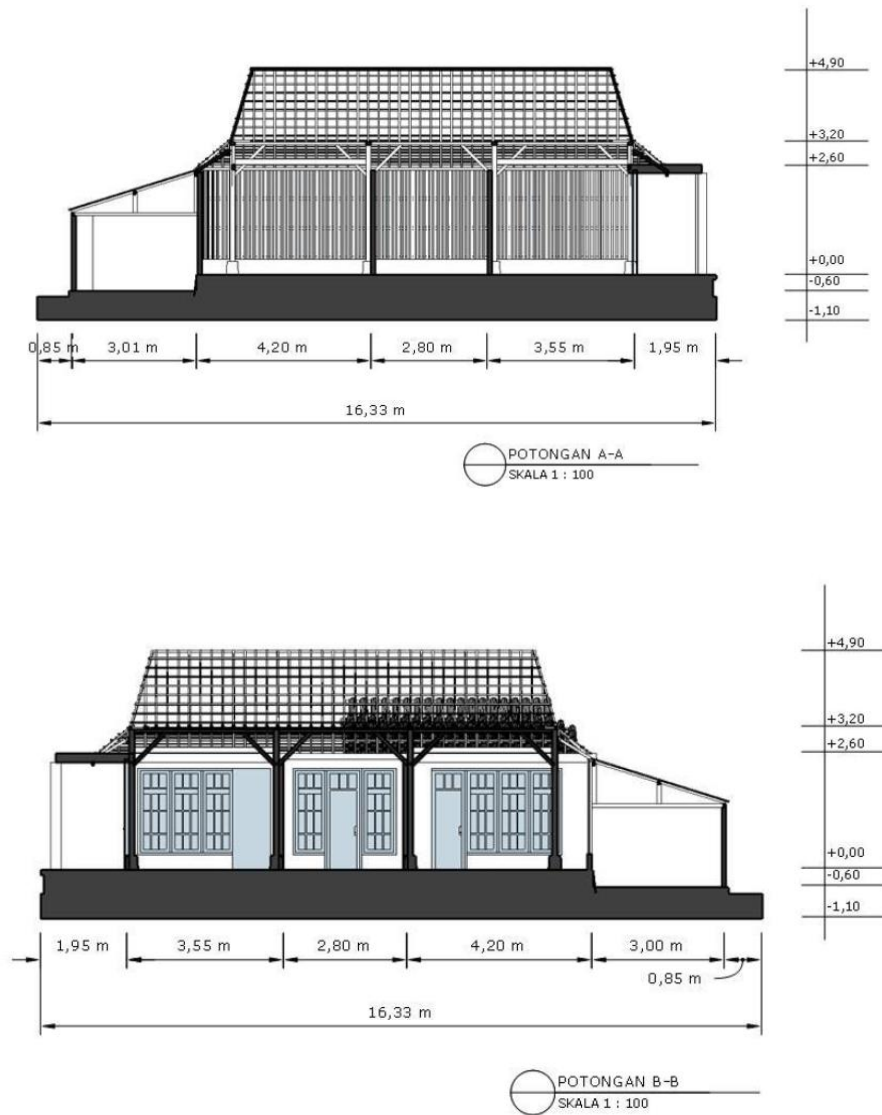 +4,90
+3,20
+2,60
+0,00
-0,60
-1,10
0,85 m 3,01 m 4,20 m 2,80 m 3,55 m 1,95 m
16,33 m
POTONGAN A-A
SKALA 1 : 100
+4,90
+3,20
+2,60
+0,00
-0,60
-1,10
1,95 m 3,55 m 2,80 m 4,20 m 3,00 m
0,85 m
16,33 m
POTONGAN B-B
SKALA 1 : 100